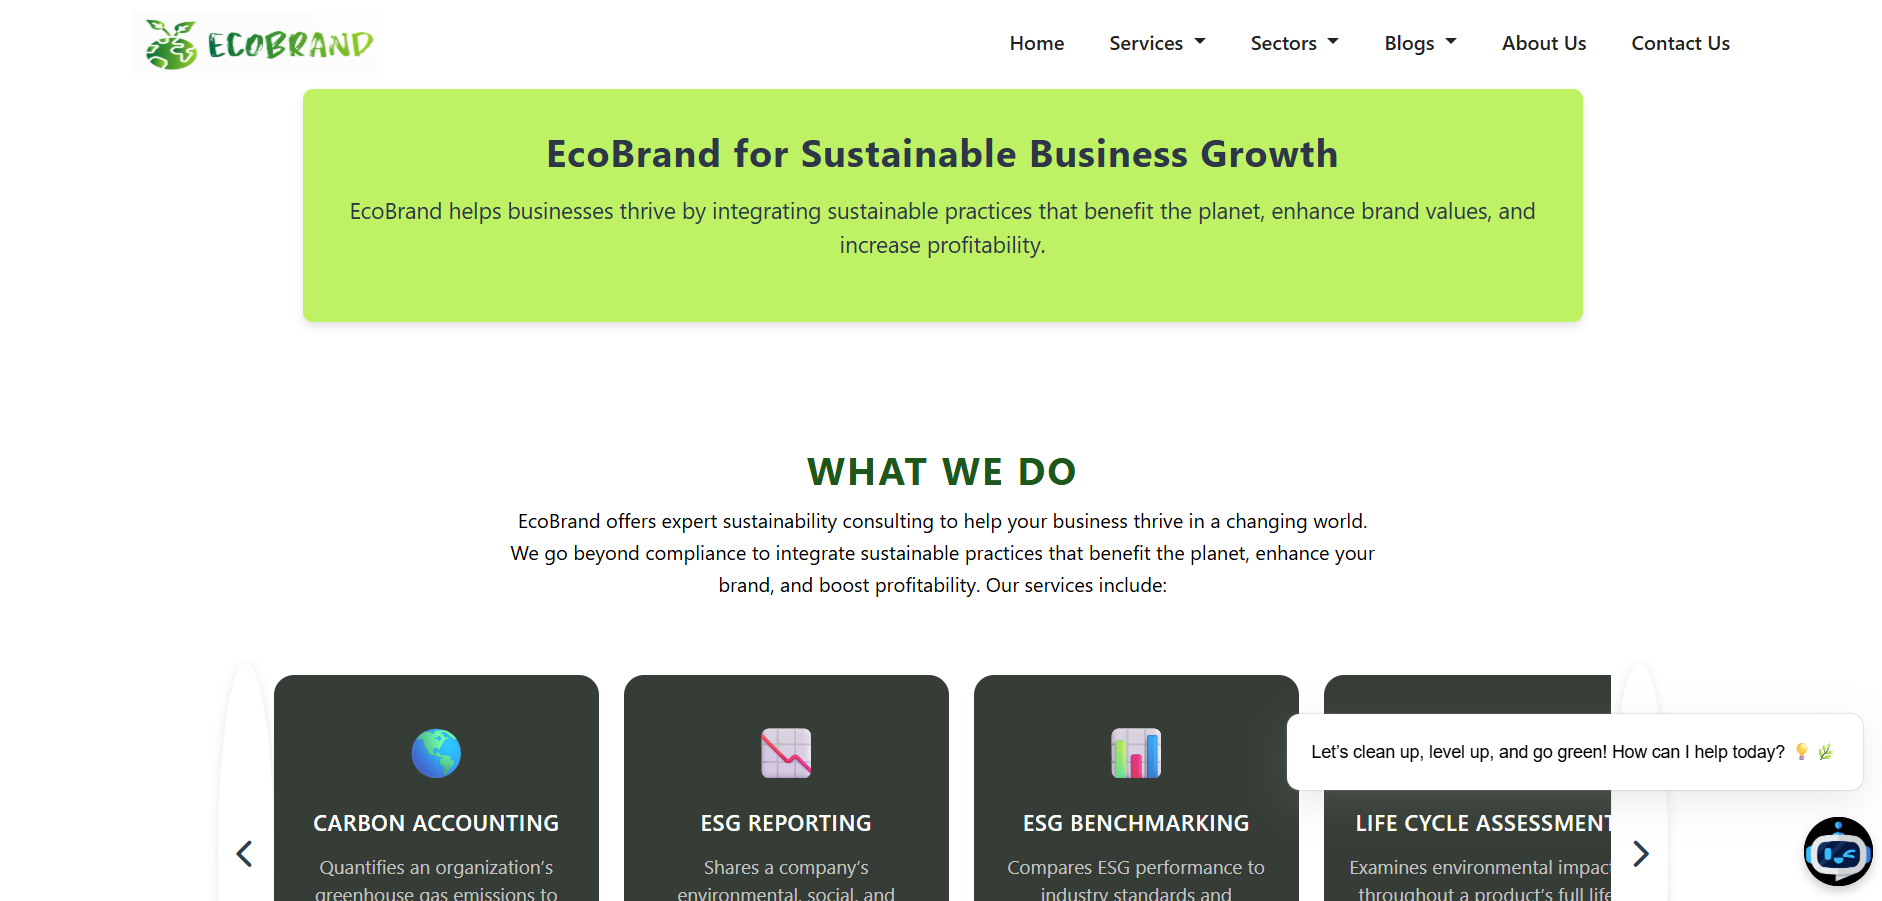 ECOBRAND
Home Services Sectors Blogs About Us Contact Us
EcoBrand for Sustainable Business Growth
EcoBrand helps businesses thrive by integrating sustainable practices that benefit the planet, enhance brand values, and
increase profitability.
WHAT WE DO
EcoBrand offers expert sustainability consulting to help your business thrive in a changing world.
We go beyond compliance to integrate sustainable practices that benefit the planet, enhance your
brand, and boost profitability. Our services include:
Let’s clean up, level up, and go green! How can I help today?
CARBON ACCOUNTING
Quantifies an organization’s
greenhouse gas emissions to
ESG REPORTING
Shares a company’s
environmental, social, and
ESG BENCHMARKING
Compares ESG performance to
industry standards and
LIFE CYCLE ASSESSMENT
Examines environmental impact
throughout a product’s full life